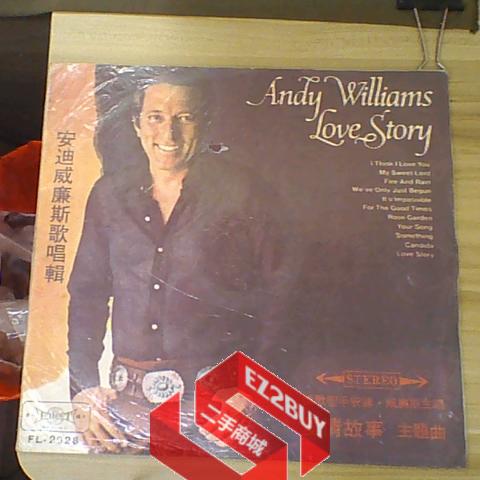 Andy Williams
Love Story
I Think I Love You
My Sweet Lord
Fire And Rain
We've Only Just Begun
It's Impossible
For The Good Times
Rose Garden
Your Song
Something
Candida
Love Story
安迪威廉斯歌唱輯
STEREO
故事 主題曲
FL-2028
EZ2BUY
二手商城